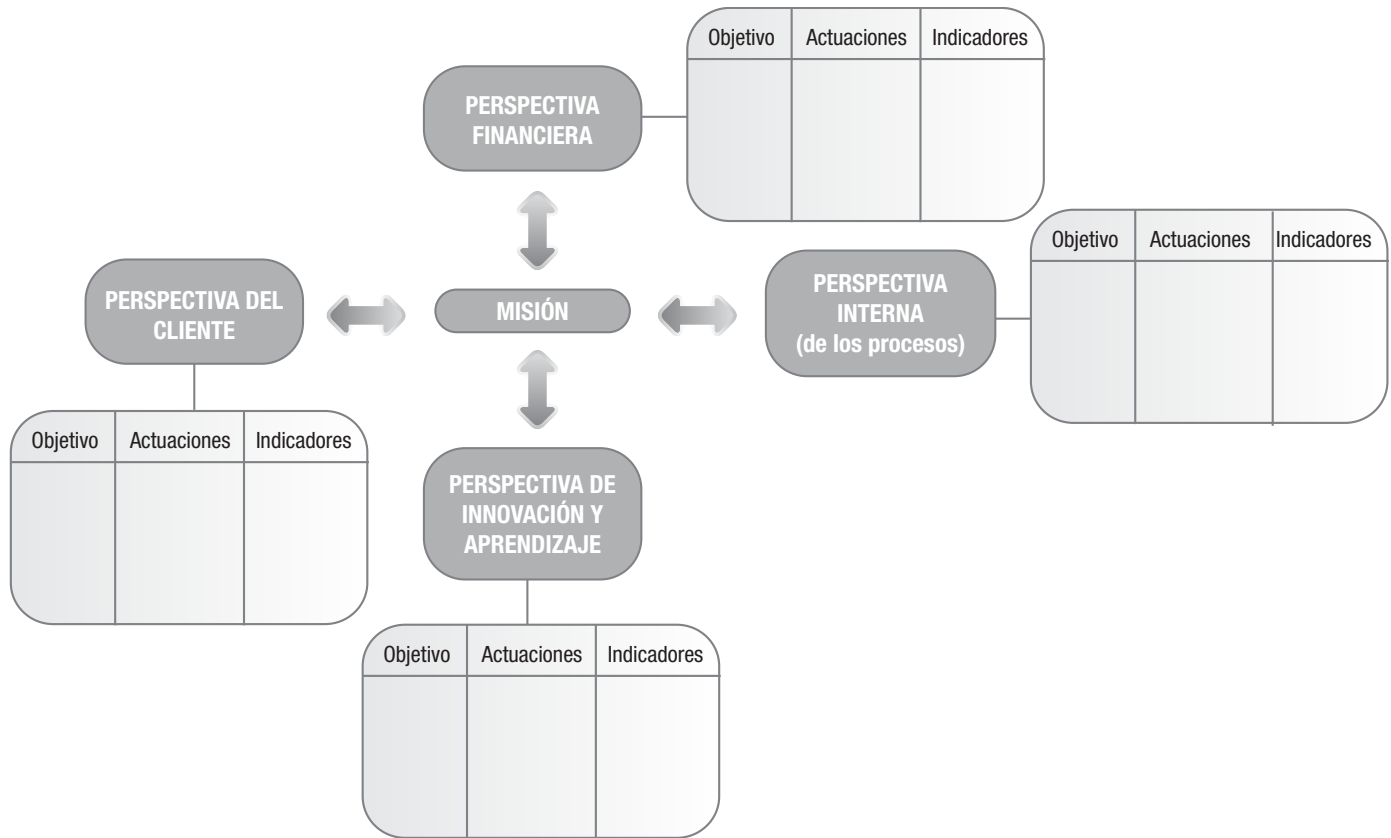 Objetivo Actuaciones Indicadores
PERSPECTIVA
FINANCIERA
Objetivo Actuaciones Indicadores
PERSPECTIVA DEL
CLIENTE
MISIÓN
PERSPECTIVA
INTERNA
(de los procesos)
Objetivo Actuaciones Indicadores
PERSPECTIVA DE
INNOVACIÓN Y
APRENDIZAJE
Objetivo Actuaciones Indicadores